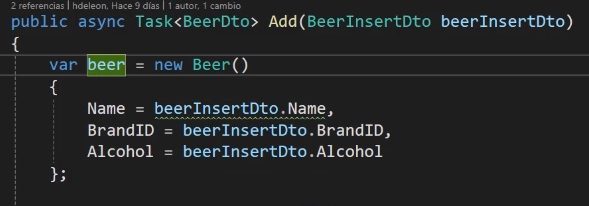 2 referencias | hdeleon, Hace 9 días | 1 autor, 1 cambio
public async Task<BeerDto> Add(BeerInsertDto beerInsertDto)
{
var beer = new Beer()
{
Name = beerInsertDto.Name,
BrandID = beerInsertDto.BrandID,
Alcohol = beerInsertDto.Alcohol
};